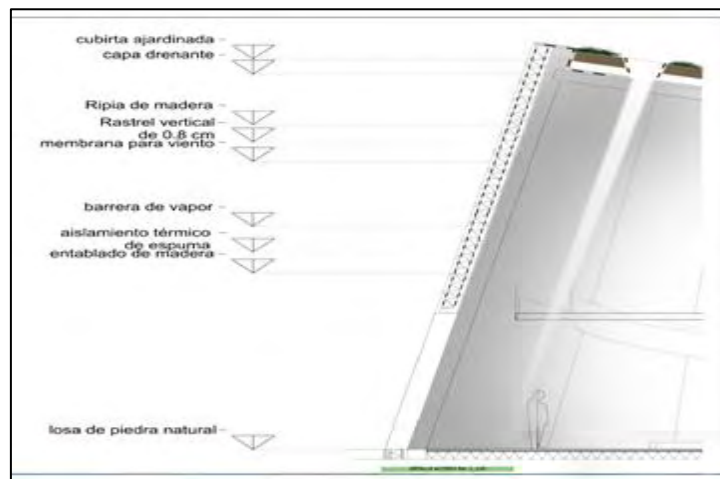 cubirta ajardinada
capa drenante
Ripia de madera
Rastrel vertical
de 0.8 cm
membrana para viento
barrera de vapor
aislamiento térmico
de espuma
entablado de madera
losa de piedra natural